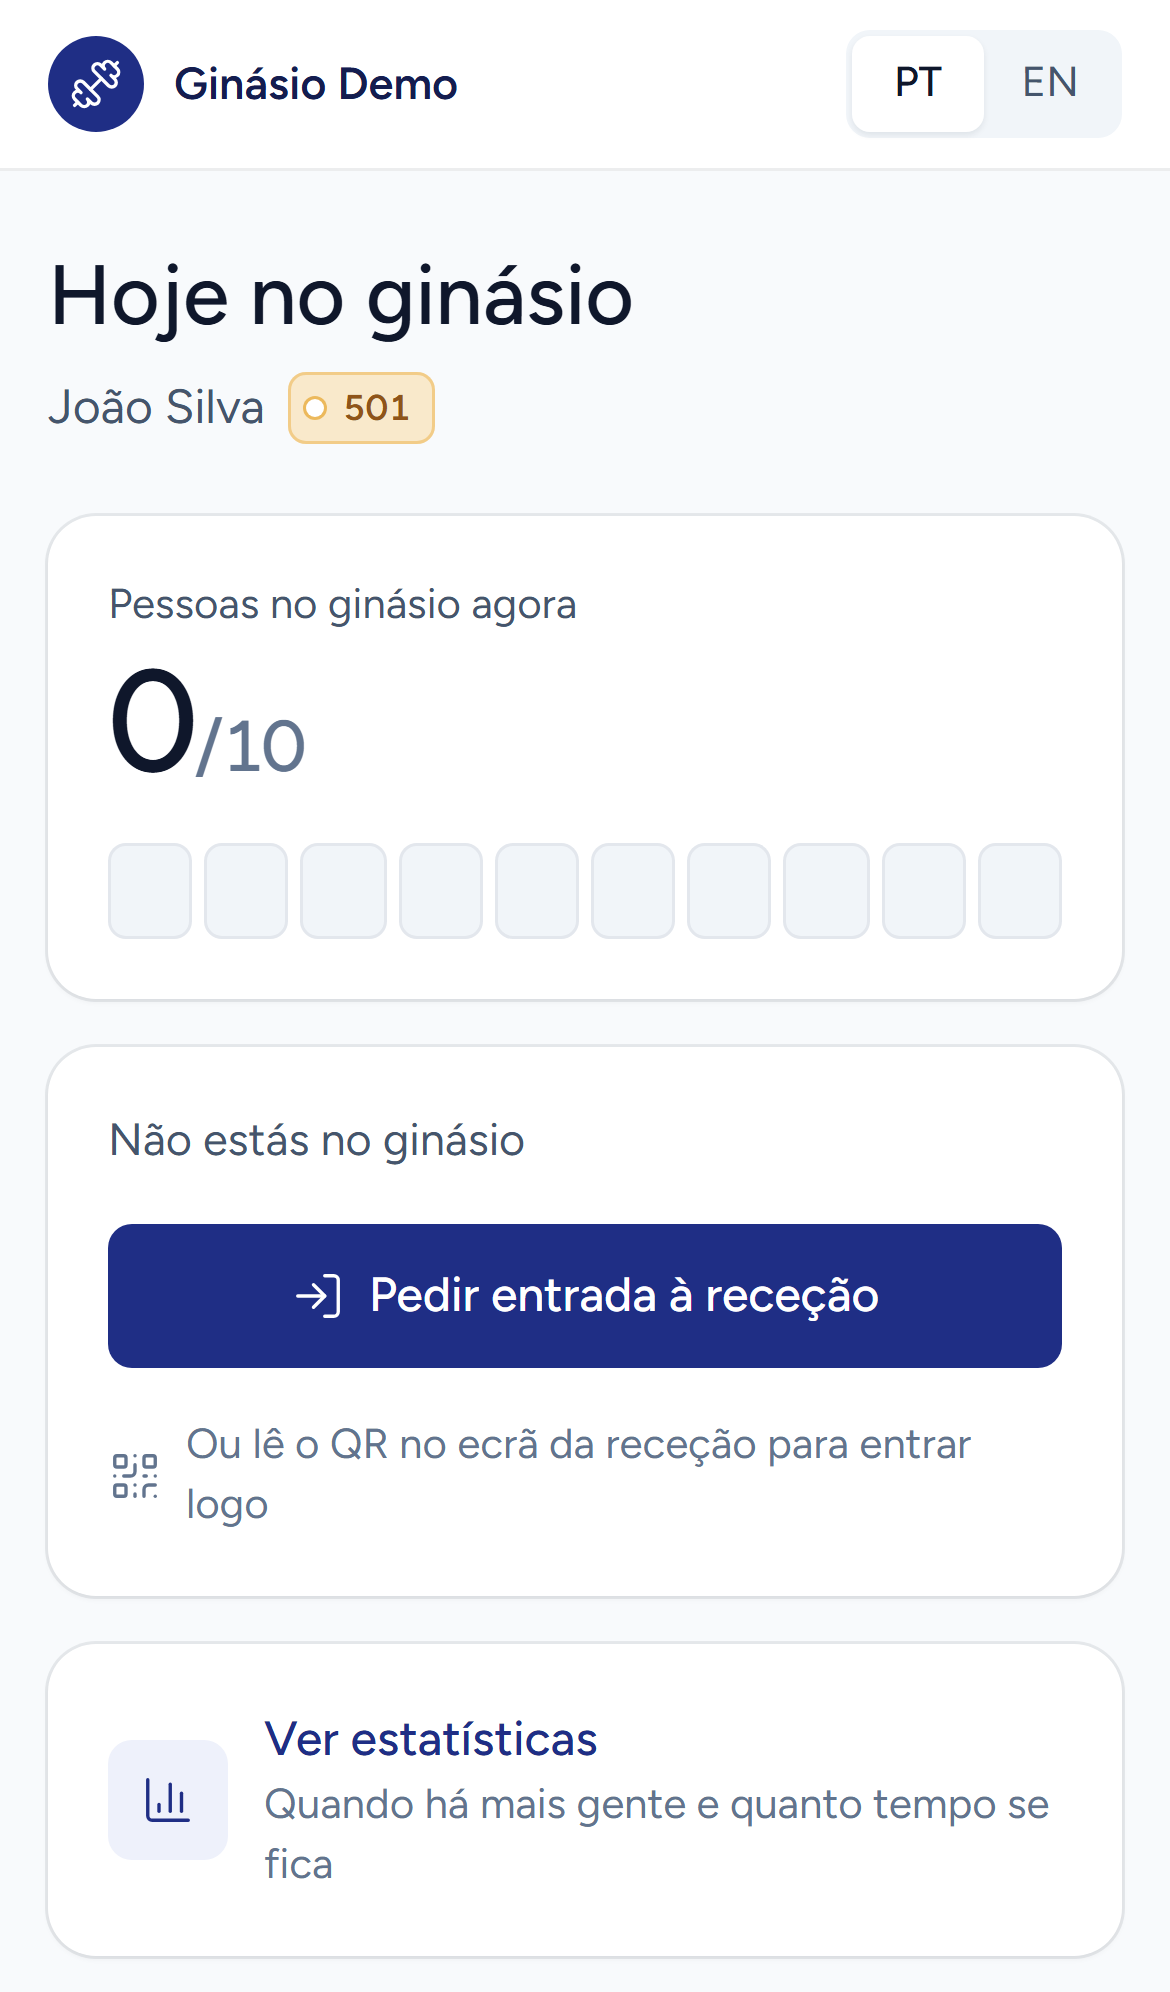 Ginásio Demo
PT
EN
Hoje no ginásio
João Silva
501
Pessoas no ginásio agora
0/10
Não estás no ginásio
Pedir entrada à receção
Ou lê o QR no ecrã da receção para entrar
logo
Ver estatísticas
Quando há mais gente e quanto tempo se
fica